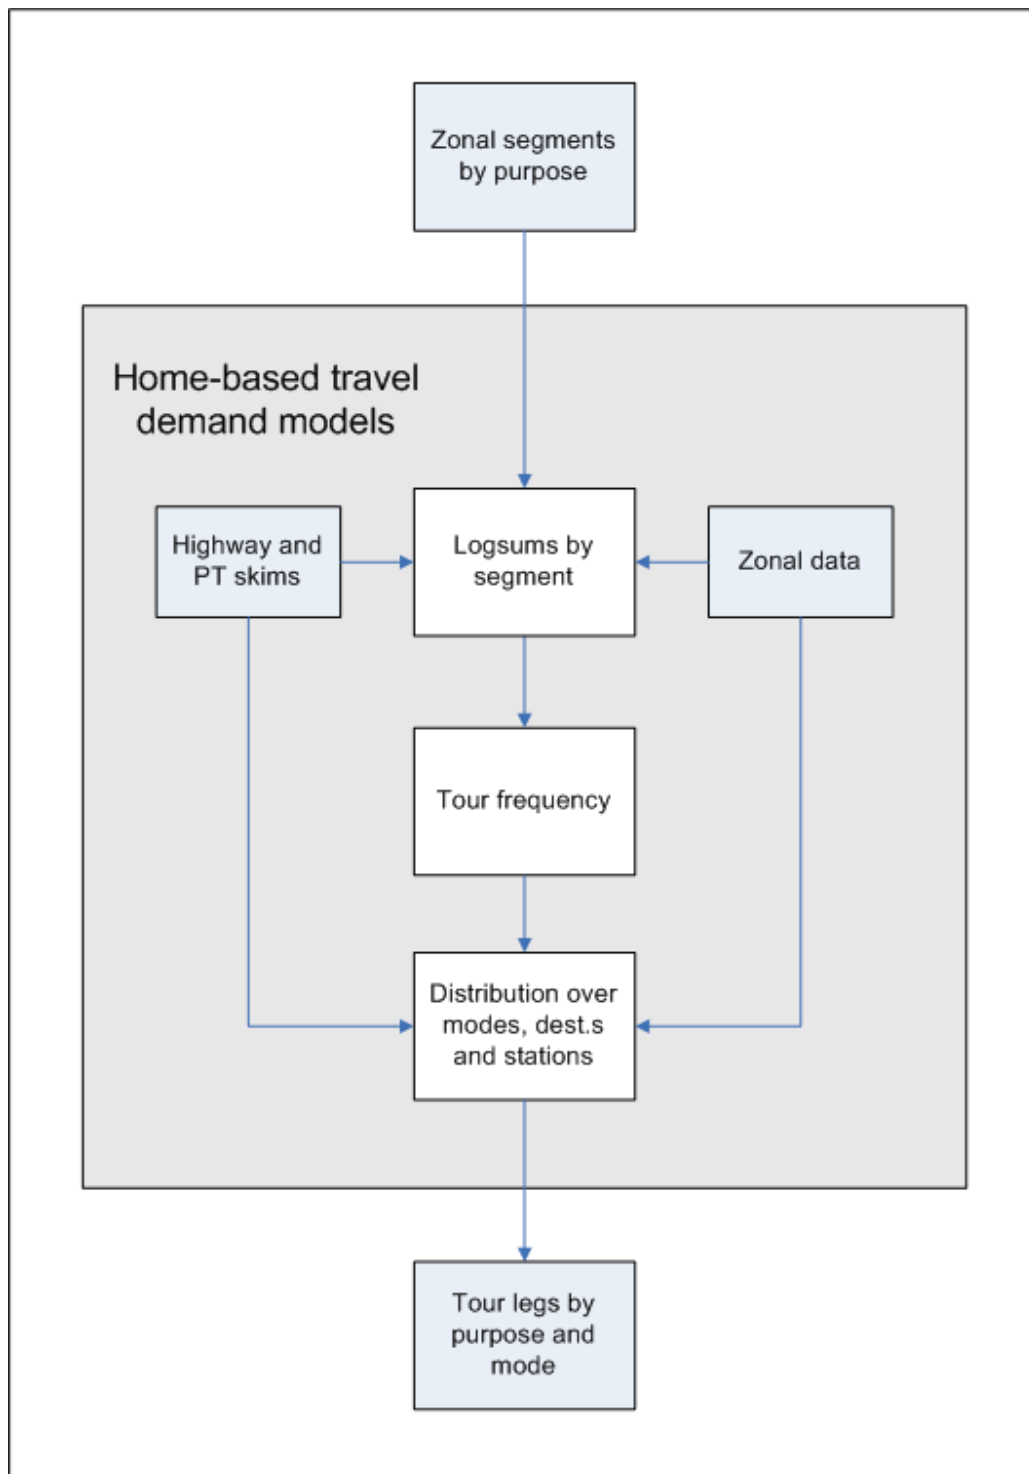 Zonal segments
by purpose
Home-based travel
demand models
Highway and
PT skims
Logsums by
segment
Zonal data
Tour frequency
Distribution over
modes, dest.s
and stations
Tour legs by
purpose and
mode